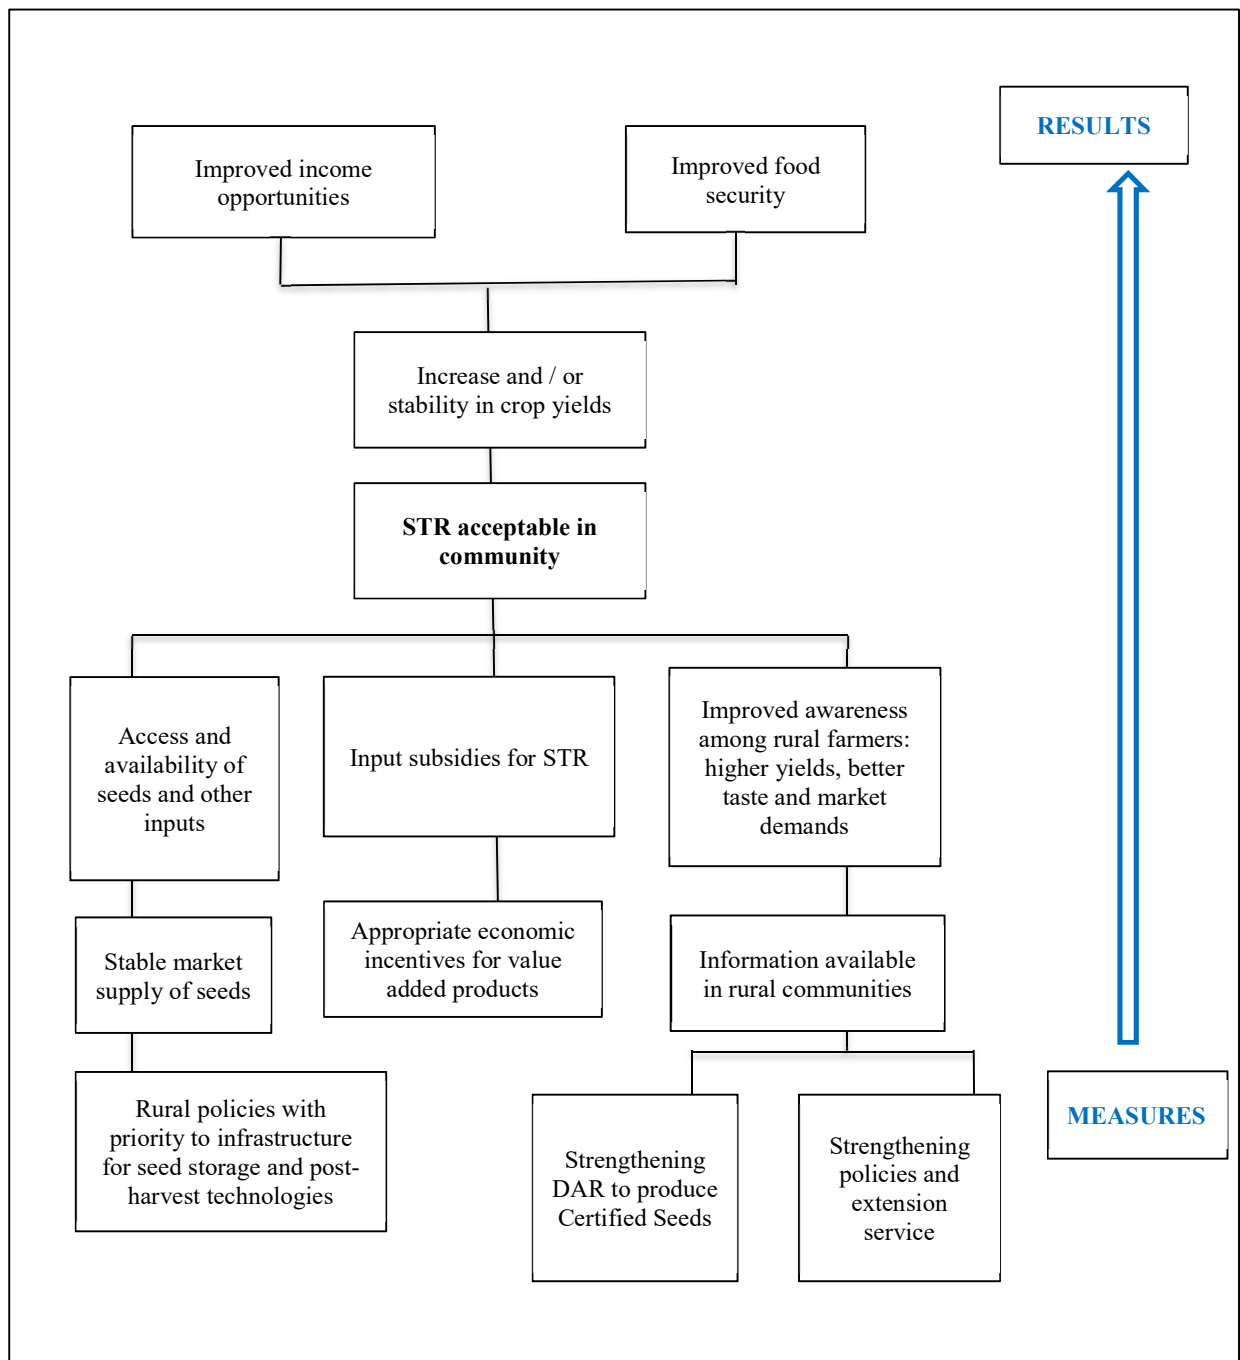 RESULTS
Improved income
opportunities
Improved food
security
Increase and / or
stability in crop yields
STR acceptable in
community
Access and
availability of
seeds and other
inputs
Input subsidies for STR
Improved awareness
among rural farmers:
higher yields, better
taste and market
demands
Stable market
supply of seeds
Appropriate economic
incentives for value
added products
Information available
in rural communities
Rural policies with
priority to infrastructure
for seed storage and post-
harvest technologies
Strengthening
DAR to produce
Certified Seeds
Strengthening
policies and
extension
service
MEASURES